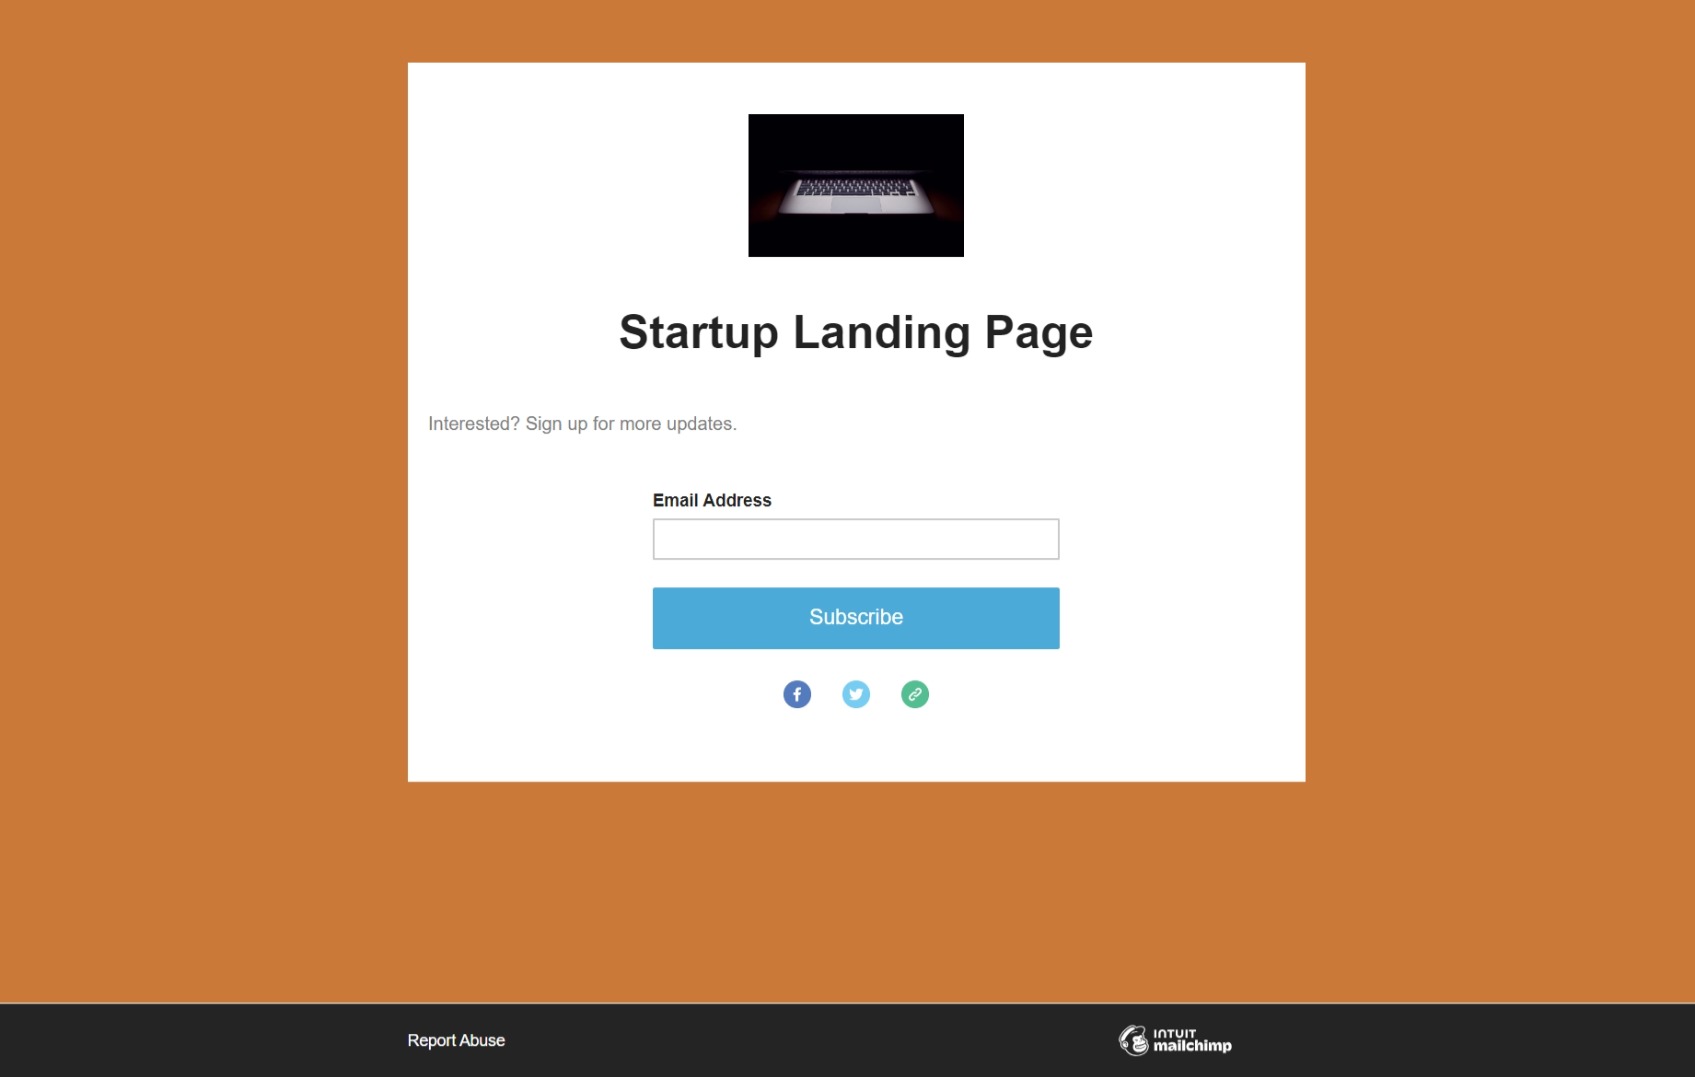 Startup Landing Page
Interested? Sign up for more updates.
Email Address
Subscribe
Report Abuse
INTUIT
mailchimp